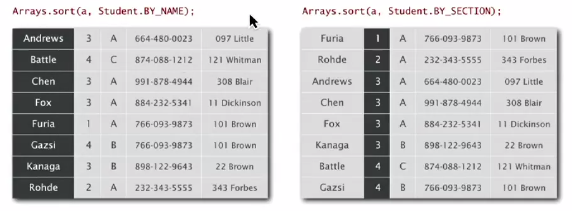 Arrays.sort(a, Student.BY_NAME);
Andrews 3 A 664-480-0023 097 Little
Battle 4 C 874-088-1212 121 Whitman
Chen 3 A 991-878-4944 308 Blair
Fox 3 A 884-232-5341 11 Dickinson
Furia 1 A 766-093-9873 101 Brown
Gazsi 4 B 766-093-9873 101 Brown
Kanaga 3 B 898-122-9643 22 Brown
Rohde 2 A 232-343-5555 343 Forbes
Arrays.sort(a, Student.BY_SECTION);
Furia 1 A 766-093-9873 101 Brown
Rohde 2 A 232-343-5555 343 Forbes
Andrews 3 A 664-480-0023 097 Little
Chen 3 A 991-878-4944 308 Blair
Fox 3 A 884-232-5341 11 Dickinson
Kanaga 3 B 898-122-9643 22 Brown
Battle 4 C 874-088-1212 121 Whitman
Gazsi 4 B 766-093-9873 101 Brown